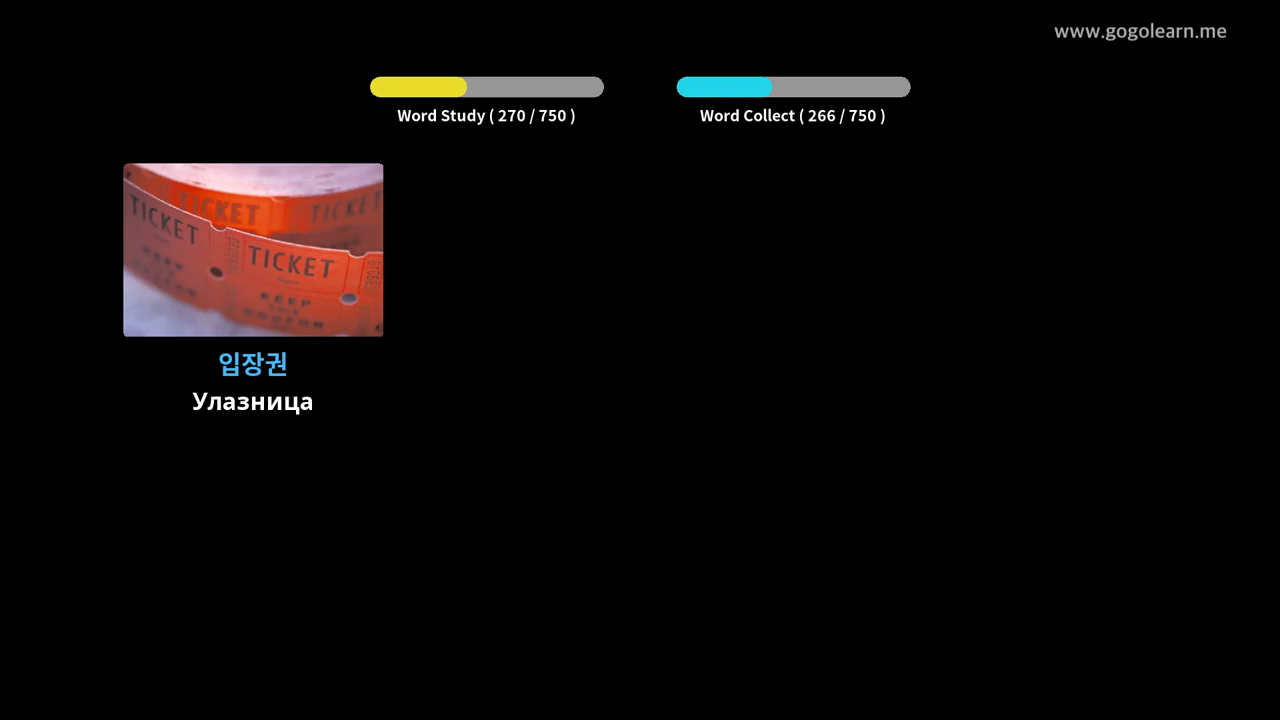 www.gogolearn.me
Word Study ( 270 / 750 )
Word Collect ( 266 / 750 )
TICKET
TICKET
TICKET
TICKET
KEEP
COUPON
입장권
Улазница